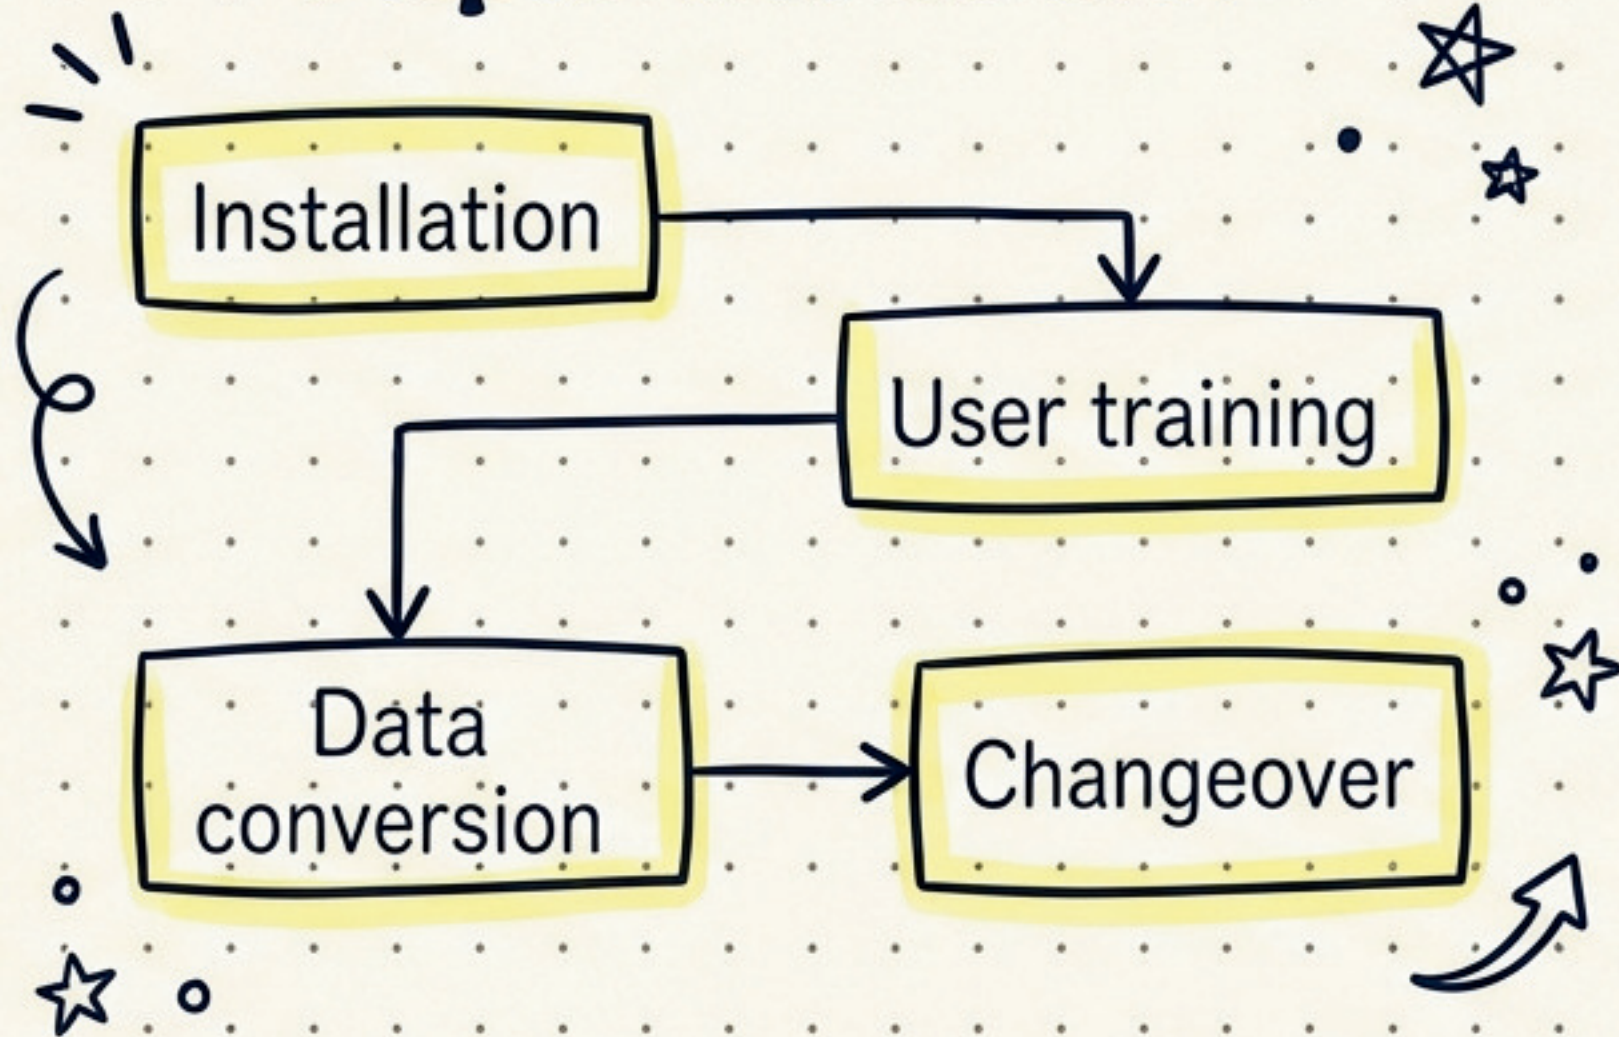 Installation
User training
Data
conversion
Changeover